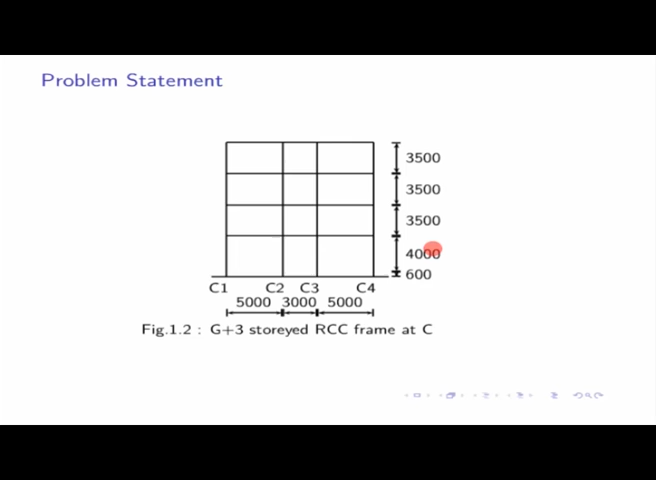 Problem Statement
3500
3500
3500
4000
600
C1 C2 C3 C4
5000 3000 5000
Fig.1.2 : G+3 storeyed RCC frame at C